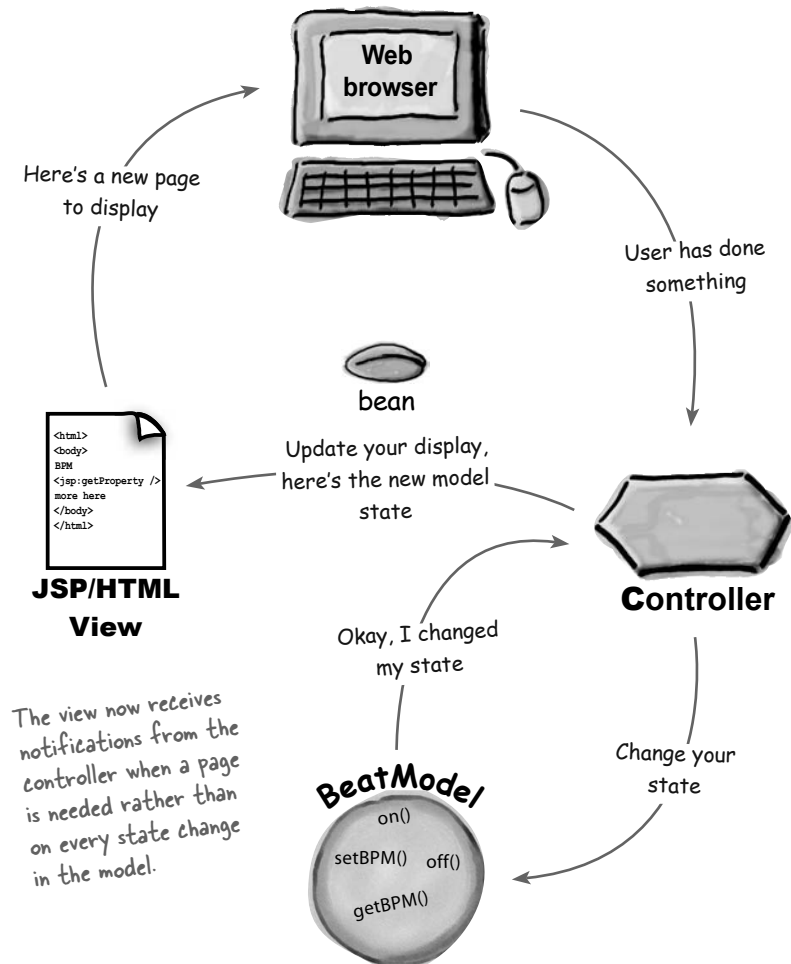 Web
browser
Here's a new page
to display
User has done
something
bean
Update your display,
here's the new model
state
<html>
<body>
BPM
<jsp:getProperty />
more here
</body>
</html>
JSP/HTML
View
Controller
Okay, I changed
my state
The view now receives
notifications from the
controller when a page
is needed rather than
on every state change
in the model.
Change your
state
BeatModel
on()
setBPM()
off()
getBPM()